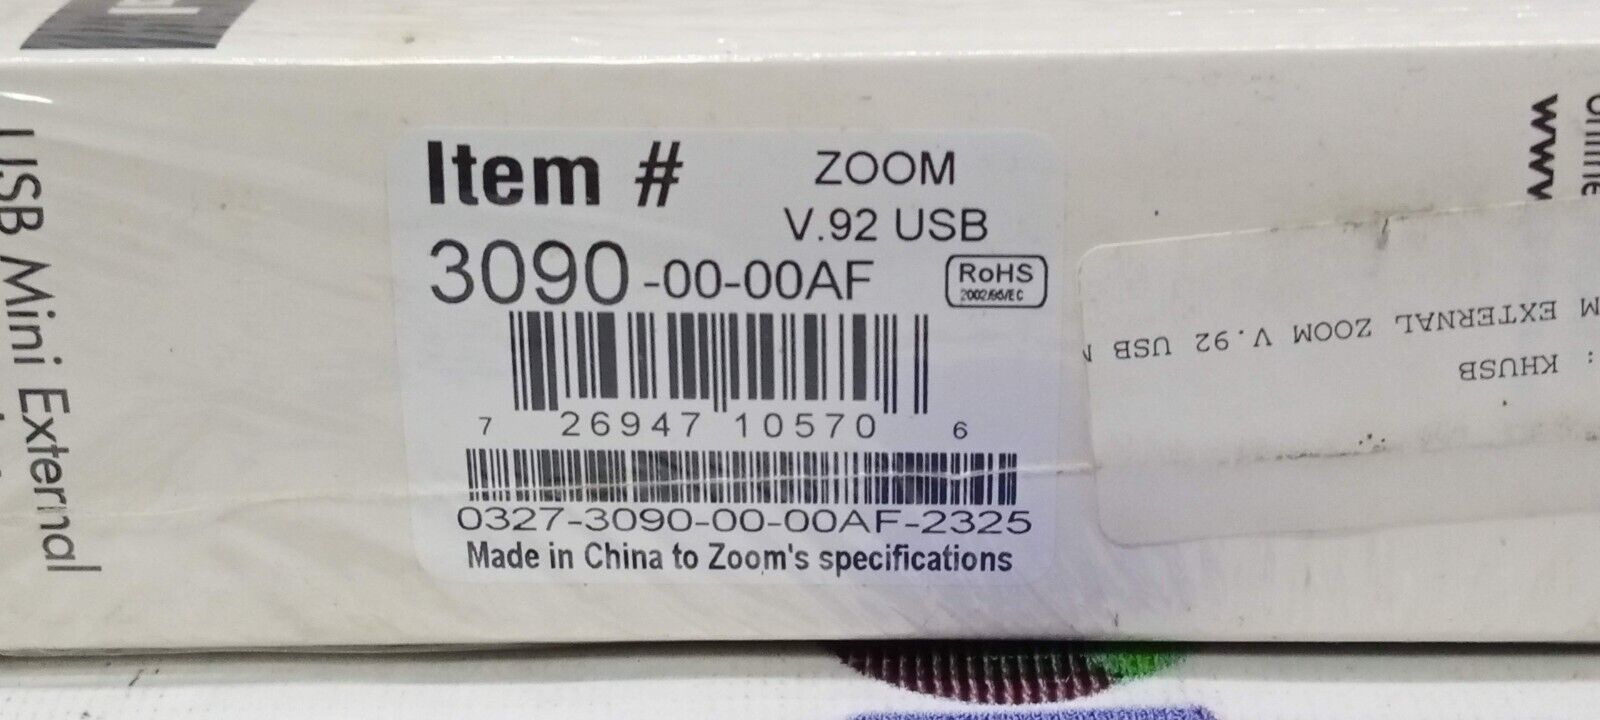 USB Mini External
Item #
ZOOM
V.92 USB
3090-00-00AF
RoHS
2002/95/EC
7 26947 10570 6
0327-3090-00-00AF-2325
Made in China to Zoom's specifications
www
M EXTERNAL ZOOM V.92 USB
: KHUSB